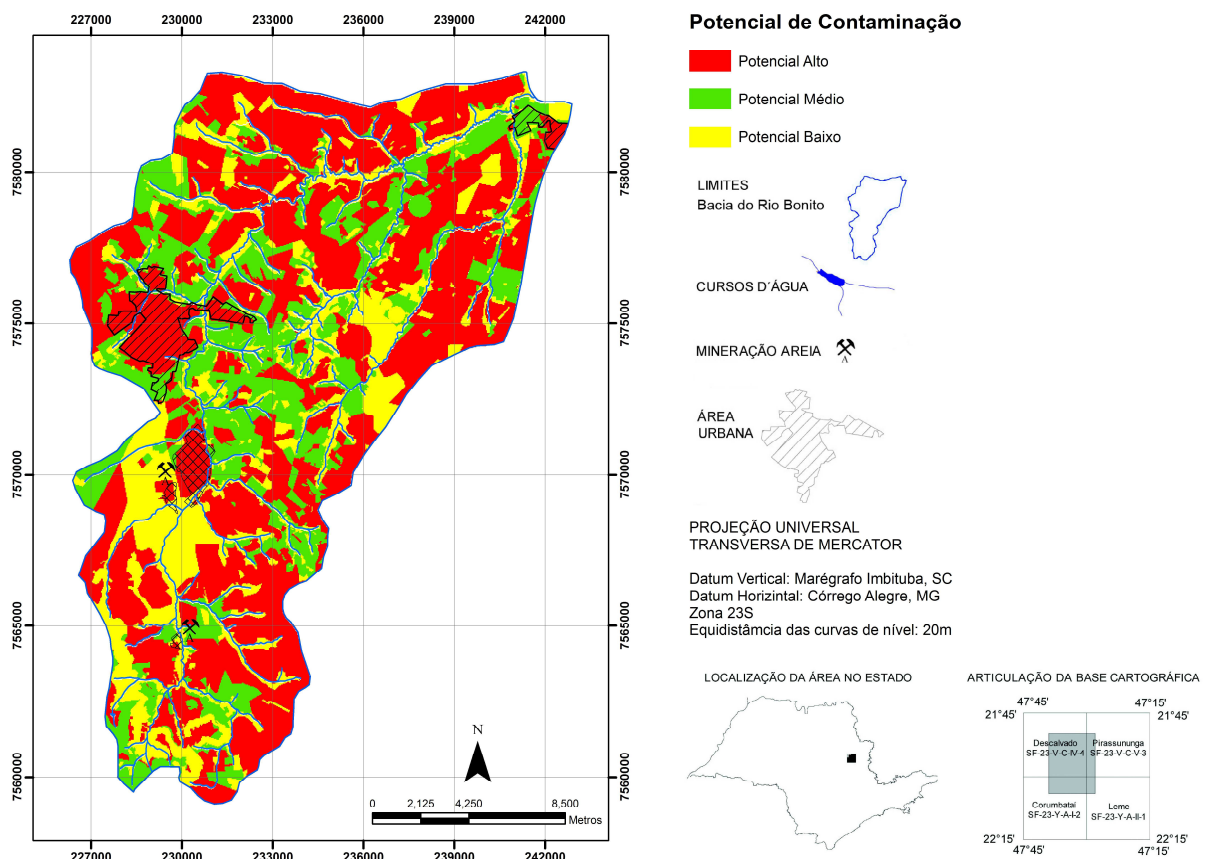 227000 230000 233000 236000 239000 242000
7580000
7575000
7570000
7565000
7560000
7580000
7575000
7570000
7565000
7560000
A
A
N
0 2,125 4,250 8,500
Metros
227000 230000 233000 236000 239000 242000
Potencial de Contaminação
Potencial Alto
Potencial Médio
Potencial Baixo
LIMITES
Bacia do Rio Bonito
CURSOS D´ÁGUA
MINERAÇÃO AREIA
A
ÁREA
URBANA
PROJEÇÃO UNIVERSAL
TRANSVERSA DE MERCATOR
Datum Vertical: Marégrafo Imbituba, SC
Datum Horizintal: Córrego Alegre, MG
Zona 23S
Equidistâmcia das curvas de nível: 20m
LOCALIZAÇÃO DA ÁREA NO ESTADO
ARTICULAÇÃO DA BASE CARTOGRÁFICA
47°45' 47°15'
21°45' 21°45'
Descalvado
SF-23-V-C-IV-4
Pirassununga
SF-23-V-C-V-3
Corumbataí
SF-23-Y-A-I-2
Leme
SF-23-Y-A-II-1
22°15' 22°15'
47°45' 47°15'